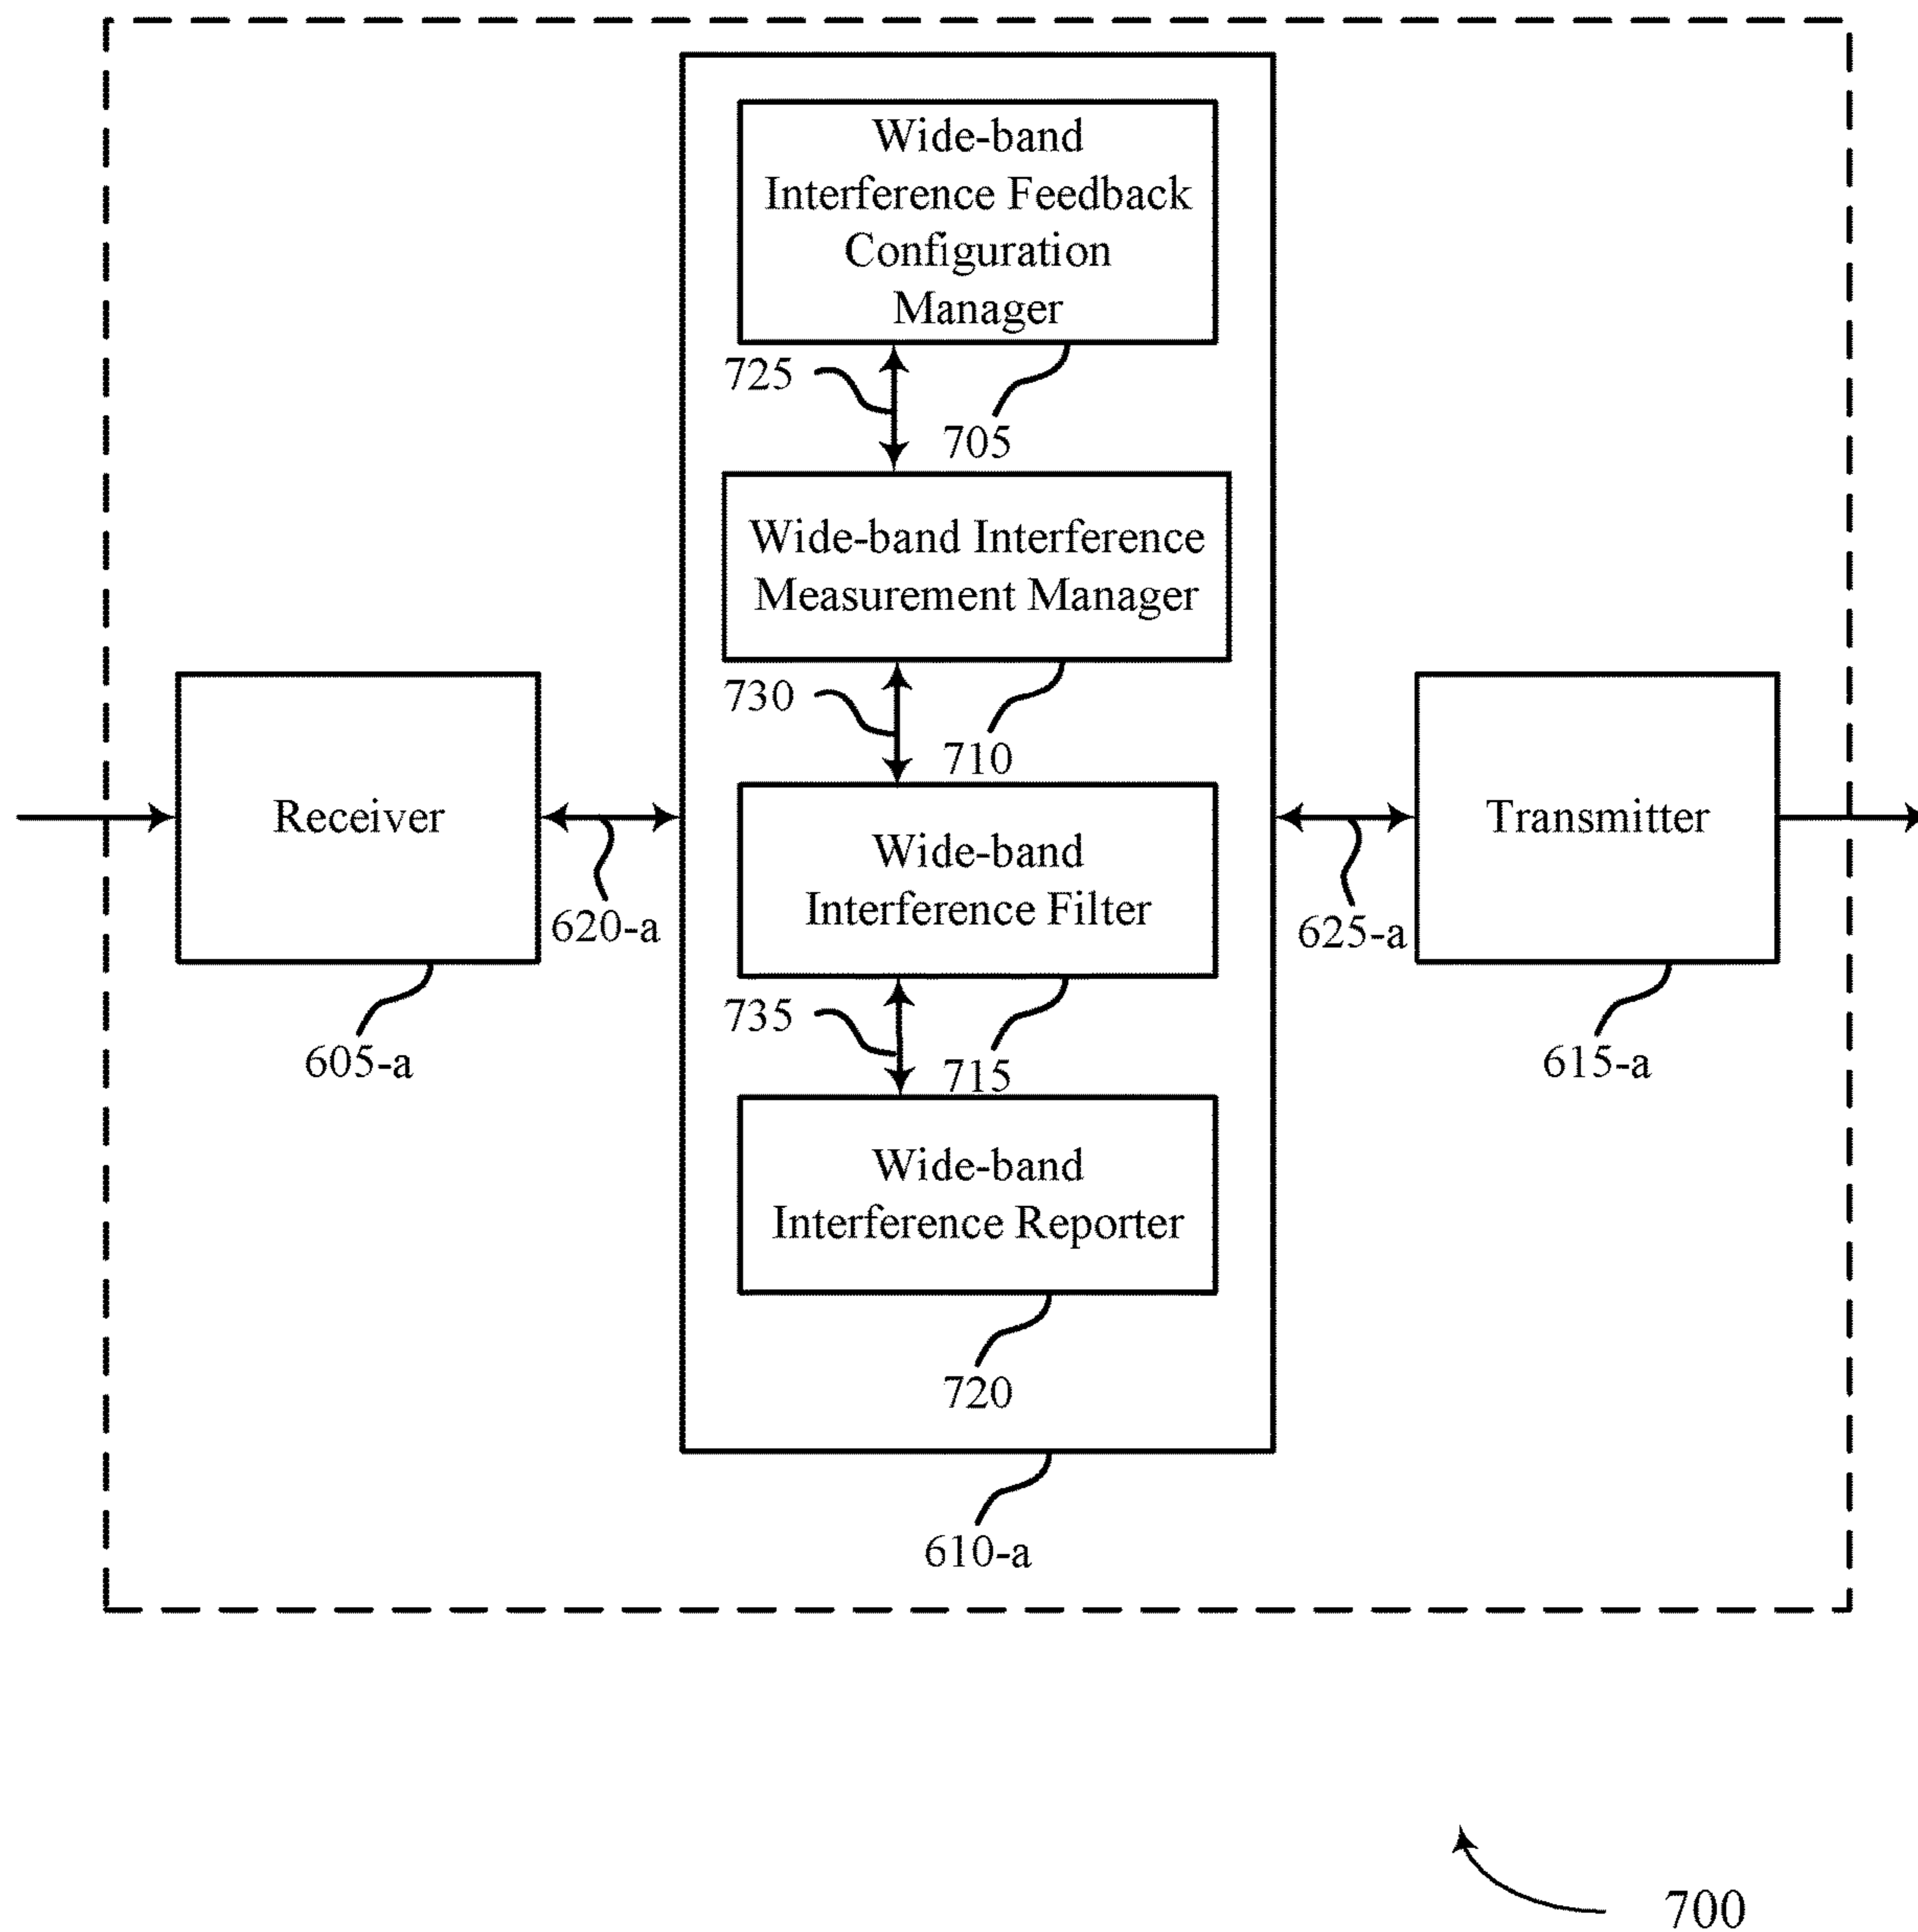 Wide-band
Interference Feedback
Configuration
Manager
725
705
Wide-band Interference
Measurement Manager
730
710
Receiver
Wide-band
Interference Filter
Transmitter
620-a
625-a
735
715
605-a
615-a
Wide-band
Interference Reporter
720
610-a
700